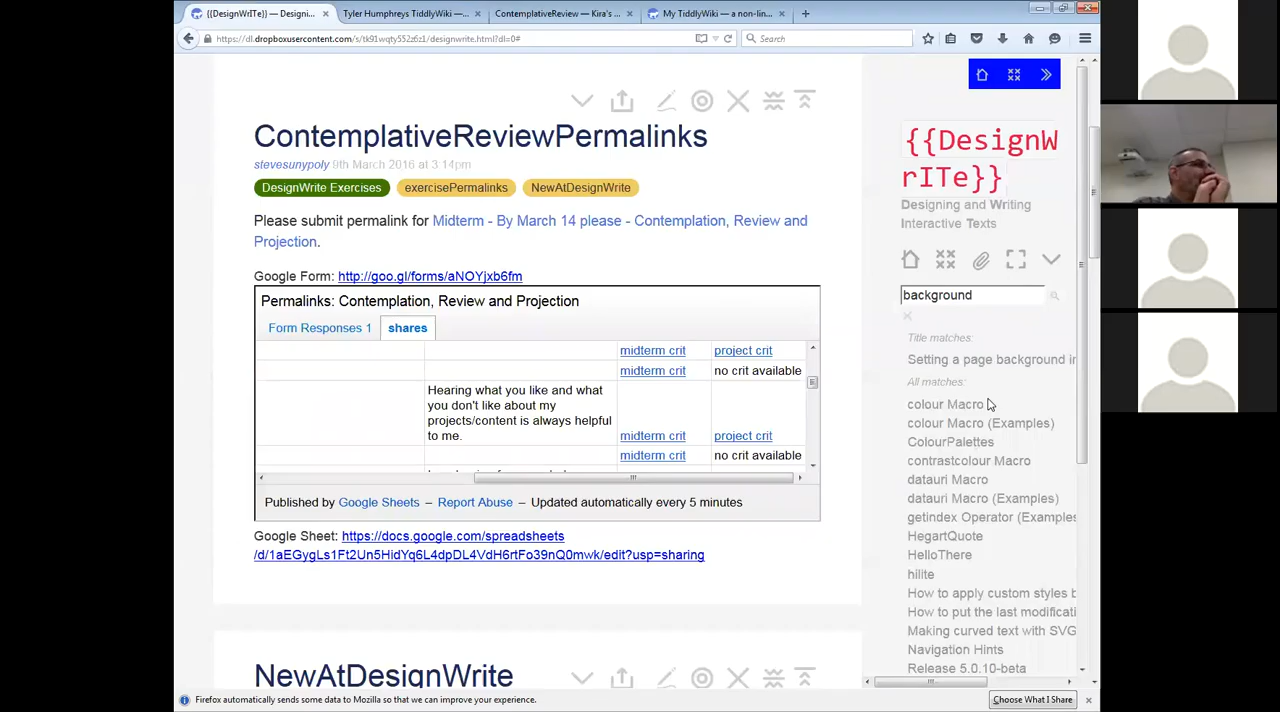 {{DesignWrITe}} — Designi...
Tyler Humphreys TiddlyWiki —...
ContemplativeReview — Kira's ...
My TiddlyWiki — a non-lin...
https://dl.dropboxusercontent.com/s/tk91wqty552z6z1/designwrite.html?dl=0#
Search
ContemplativeReviewPermalinks
stevesunypoly 9th March 2016 at 3:14pm
DesignWrite Exercises
exercisePermalinks
NewAtDesignWrite
Please submit permalink for Midterm - By March 14 please - Contemplation, Review and
Projection.
Google Form: http://goo.gl/forms/aNOYjxb6fm
Permalinks: Contemplation, Review and Projection
Form Responses 1
shares
midterm crit project crit
midterm crit no crit available
Hearing what you like and what
you don't like about my
projects/content is always helpful
to me.
midterm crit project crit
midterm crit no crit available
Published by Google Sheets – Report Abuse – Updated automatically every 5 minutes
Google Sheet: https://docs.google.com/spreadsheets
/d/1aEGygLs1Ft2Un5HidYq6L4dpDL4VdH6rtFo39nQ0mwk/edit?usp=sharing
NewAtDesignWrite
{{DesignW
rITe}}
Designing and Writing
Interactive Texts
background
Title matches:
Setting a page background in
All matches:
colour Macro
colour Macro (Examples)
ColourPalettes
contrastcolour Macro
datauri Macro
datauri Macro (Examples)
getindex Operator (Examples
HegartQuote
HelloThere
hilite
How to apply custom styles b
How to put the last modificati
Making curved text with SVG
Navigation Hints
Release 5.0.10-beta
Firefox automatically sends some data to Mozilla so that we can improve your experience.
Choose What I Share